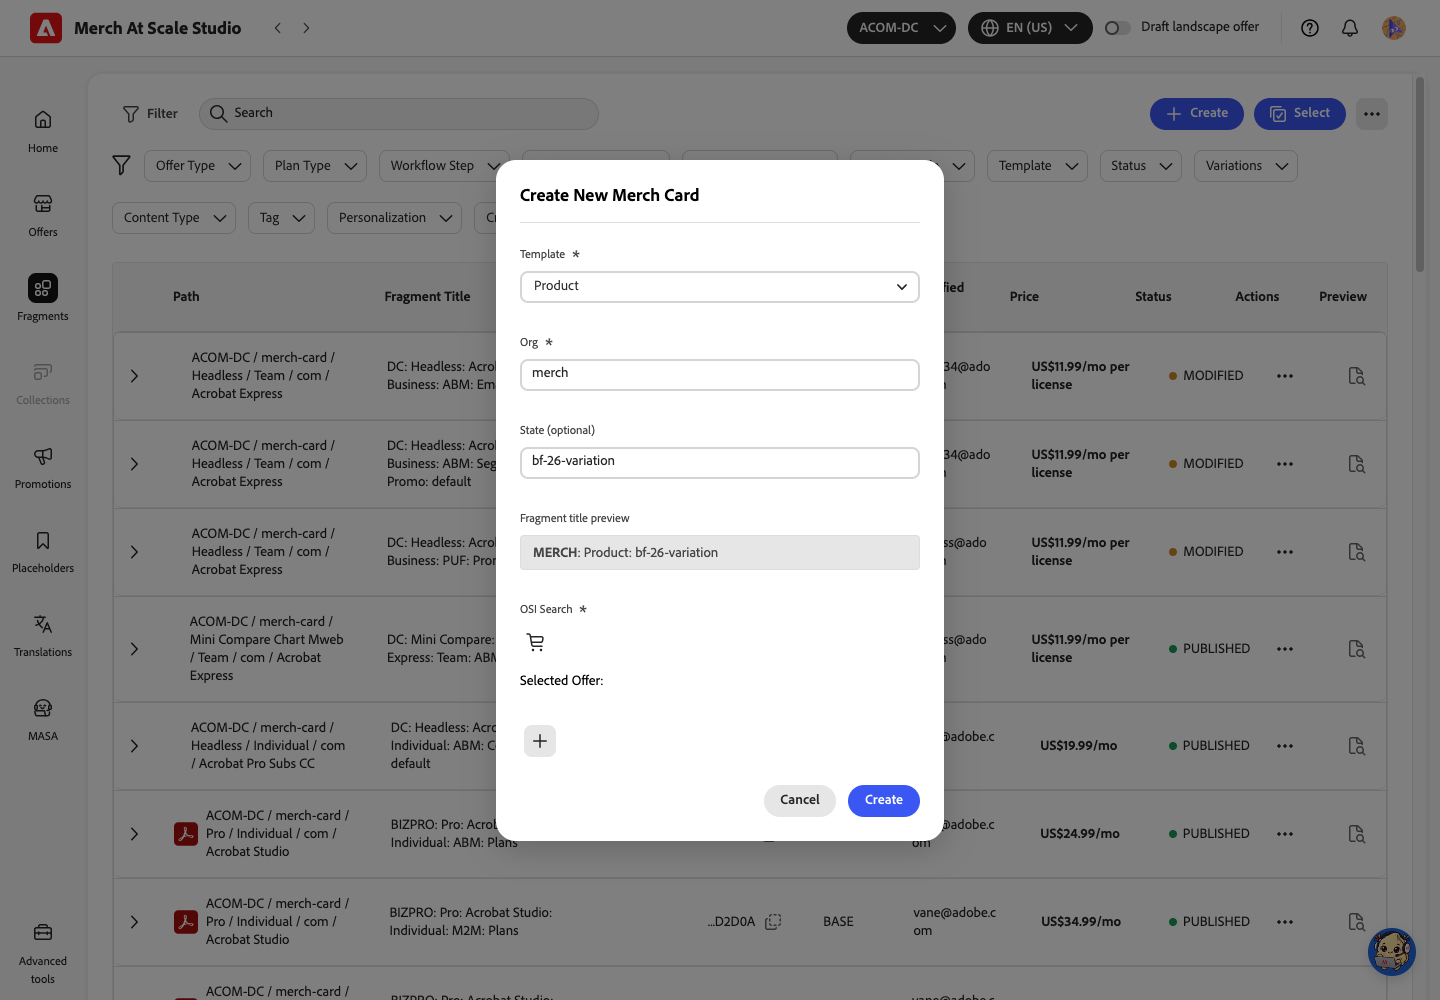 Merch At Scale Studio
ACOM-DC
EN (US)
Draft landscape offer
Home
Offers
Fragments
Collections
Promotions
Placeholders
Translations
MASA
Advanced
tools
Filter
Search
Create
Select
Offer Type
Plan Type
Workflow Step
Template
Status
Variations
Content Type
Tag
Personalization
Path
Fragment Title
Price
Status
Actions
Preview
ACOM-DC / merch-card /
Headless / Team / com /
Acrobat Express
DC: Headless: Acro
Business: ABM: Em
34@ado
US$11.99/mo per
license
MODIFIED
ACOM-DC / merch-card /
Headless / Team / com /
Acrobat Express
DC: Headless: Acro
Business: ABM: Seg
Promo: default
34@ado
US$11.99/mo per
license
MODIFIED
ACOM-DC / merch-card /
Headless / Team / com /
Acrobat Express
DC: Headless: Acro
Business: PUF: Pror
ss@ado
US$11.99/mo per
license
MODIFIED
ACOM-DC / merch-card /
Mini Compare Chart Mweb
/ Team / com / Acrobat
Express
DC: Mini Compare:
Express: Team: ABM
ss@ado
US$11.99/mo per
license
PUBLISHED
ACOM-DC / merch-card /
Headless / Individual / com
/ Acrobat Pro Subs CC
DC: Headless: Acro
Individual: ABM: C
default
@adobe.c
US$19.99/mo
PUBLISHED
ACOM-DC / merch-card /
Pro / Individual / com /
Acrobat Studio
BIZPRO: Pro: Acrob
Individual: ABM: Plans
@adobe.c
om
US$24.99/mo
PUBLISHED
ACOM-DC / merch-card /
Pro / Individual / com /
Acrobat Studio
BIZPRO: Pro: Acrobat Studio:
Individual: M2M: Plans
...D2D0A
BASE
vane@adobe.c
om
US$34.99/mo
PUBLISHED
ACOM-DC / merch-card /
Create New Merch Card
Template *
Product
Org *
merch
State (optional)
bf-26-variation
Fragment title preview
MERCH: Product: bf-26-variation
OSI Search *
Selected Offer:
Cancel
Create